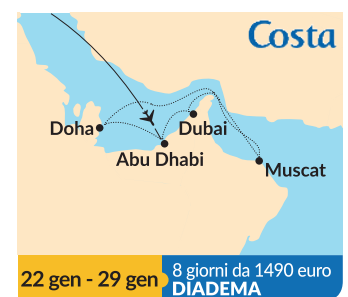 Costa
Doha
Dubai
Abu Dhabi
Muscat
22 gen - 29 gen
8 giorni da 1490 euro
DIADEMA